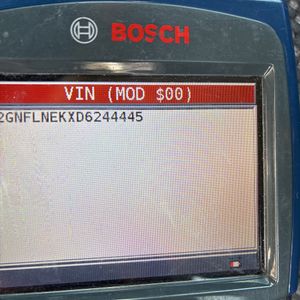 BOSCH
VIN (MOD $00)
2GNFLNEKXD6244445